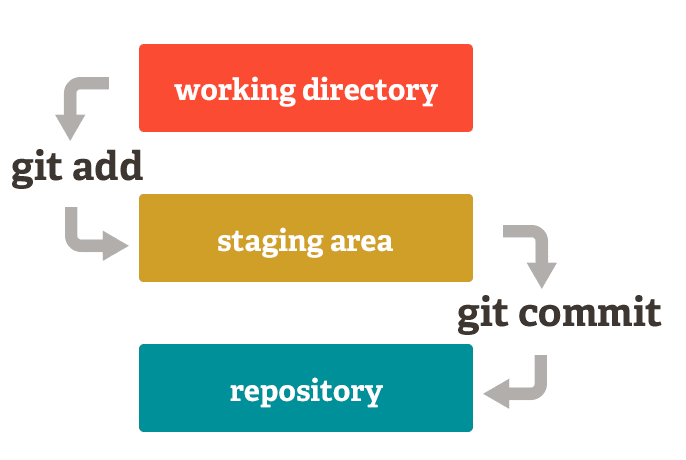 working directory
git add
staging area
git commit
repository